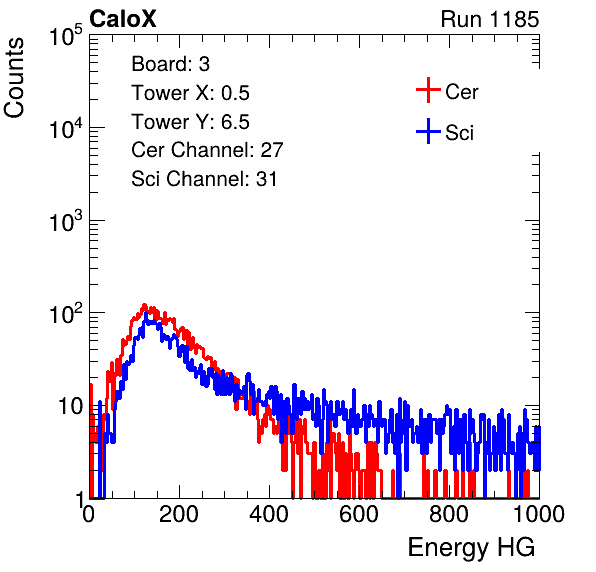 CaloX Run 1185
Counts
Board: 3
Tower X: 0.5
Tower Y: 6.5
Cer Channel: 27
Sci Channel: 31
Cer
Sci
10^5
10^4
10^3
10^2
10
1
0 200 400 600 800 1000
Energy HG